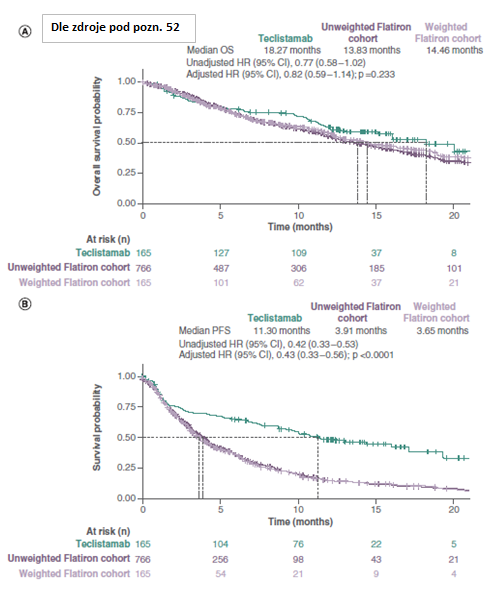 A
Dle zdroje pod pozn. 52
Teclistamab Unweighted Flatiron cohort Weighted Flatiron cohort
Median OS 18.27 months 13.83 months 14.46 months
Unadjusted HR (95% CI), 0.77 (0.58–1.02)
Adjusted HR (95% CI), 0.82 (0.59–1.14); p =0.233
Overall survival probability
1.00
0.75
0.50
0.25
0.00
0 5 10 15 20
Time (months)
At risk (n)
Teclistamab 165 127 109 37 8
Unweighted Flatiron cohort 766 487 306 185 101
Weighted Flatiron cohort 165 101 62 37 21
B
Teclistamab Unweighted Flatiron cohort Weighted Flatiron cohort
Median PFS 11.30 months 3.91 months 3.65 months
Unadjusted HR (95% CI), 0.42 (0.33–0.53)
Adjusted HR (95% CI), 0.43 (0.33–0.56); p <0.0001
Survival probability
1.00
0.75
0.50
0.25
0.00
0 5 10 15 20
Time (months)
At risk (n)
Teclistamab 165 104 76 22 5
Unweighted Flatiron cohort 766 256 98 43 21
Weighted Flatiron cohort 165 54 21 9 4